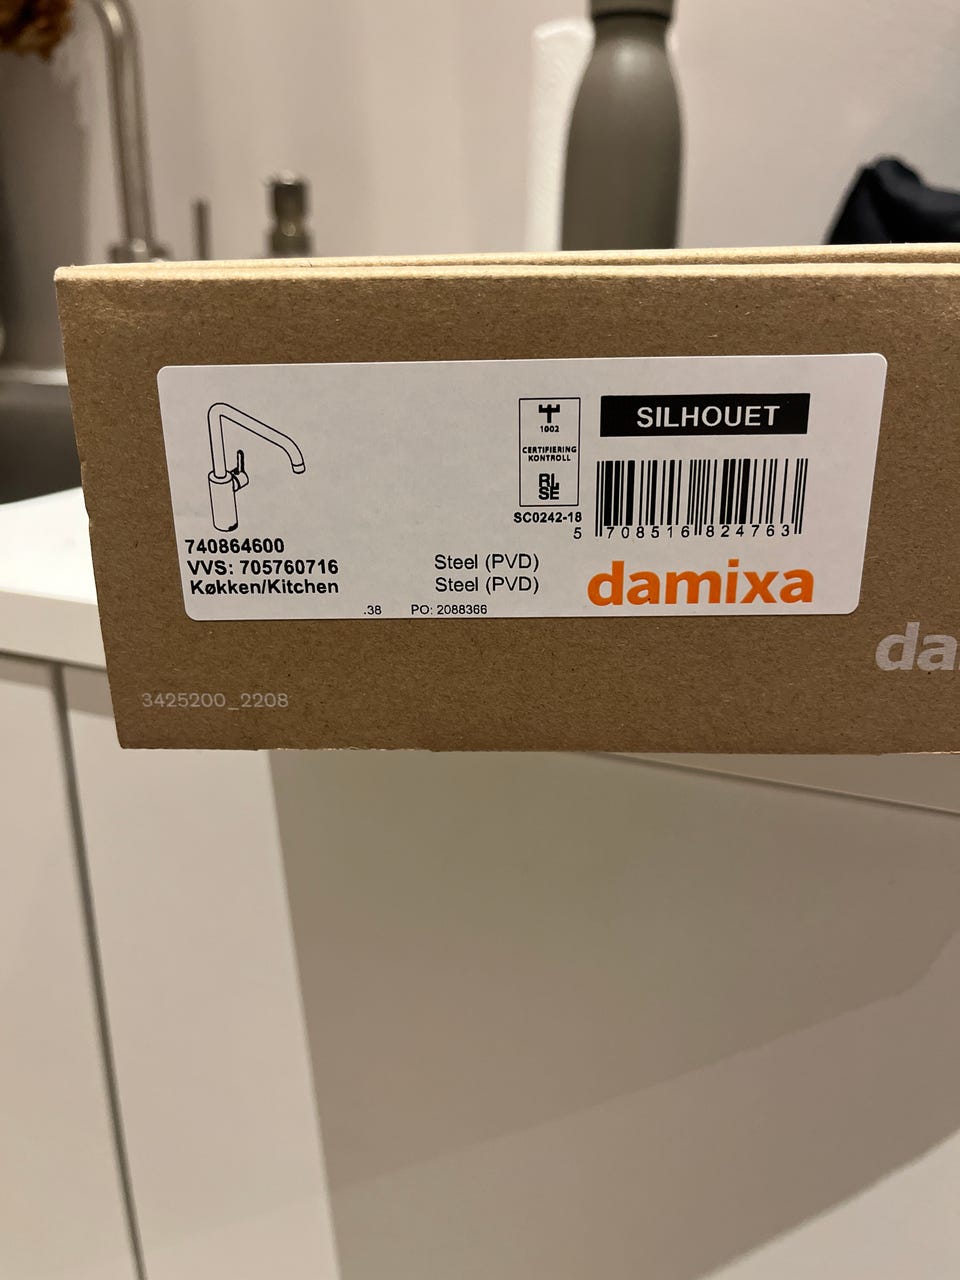 1002
CERTIFIERING
KONTROLL
RI
SE
SC0242-18
SILHOUET
5 708516 824763
740864600
VVS: 705760716
Køkken/Kitchen
Steel (PVD)
Steel (PVD)
.38 PO: 2088366
damixa
da
3425200_2208